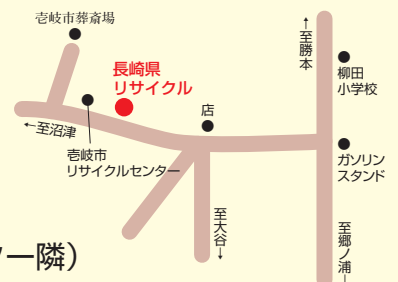 壱岐市葬斎場
長崎県
リサイクル
←至沼津
壱岐市
リサイクルセンター
店
至大谷→
←至勝本
柳田
小学校
ガソリン
スタンド
至郷ノ浦
ー隣）